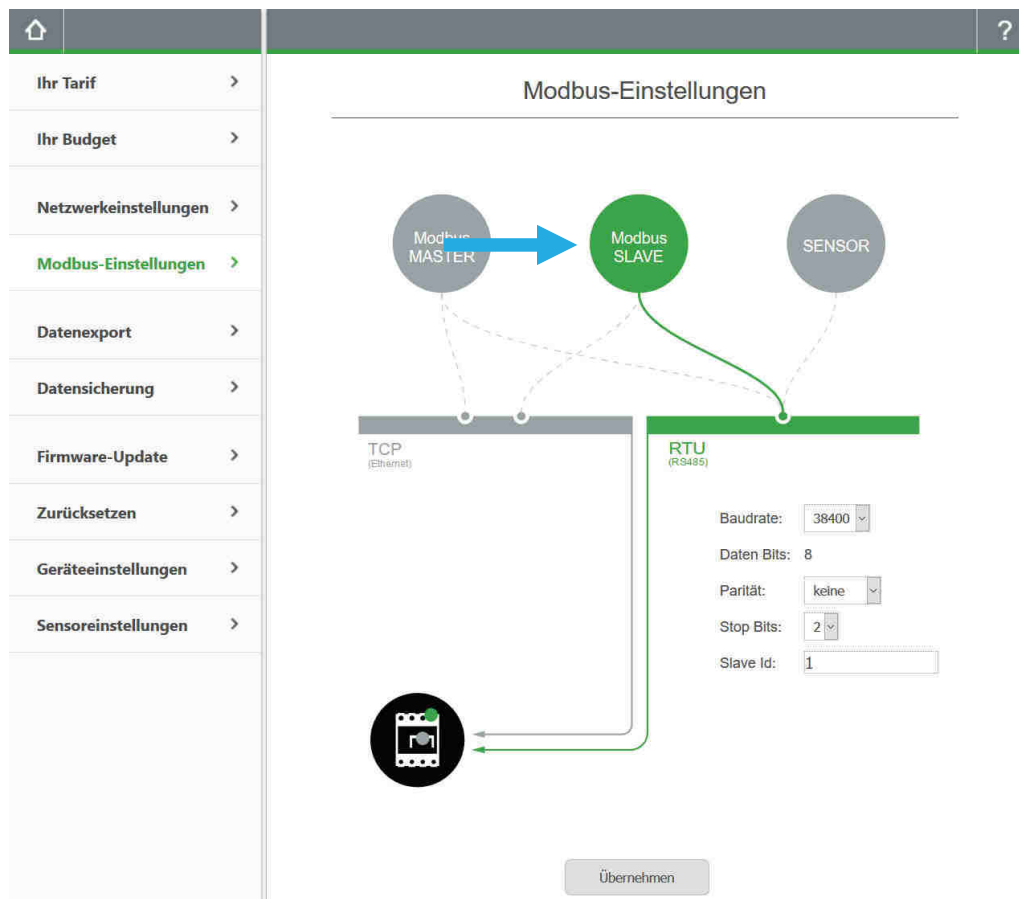 ?
Ihr Tarif
Ihr Budget
Netzwerkeinstellungen
Modbus-Einstellungen
Datenexport
Datensicherung
Firmware-Update
Zurücksetzen
Geräteeinstellungen
Sensoreinstellungen
Modbus-Einstellungen
Modbus
MASTER
Modbus
SLAVE
SENSOR
TCP
(Ethernet)
RTU
(RS485)
Baudrate: 38400
Daten Bits: 8
Parität: keine
Stop Bits: 2
Slave Id: 1
Übernehmen